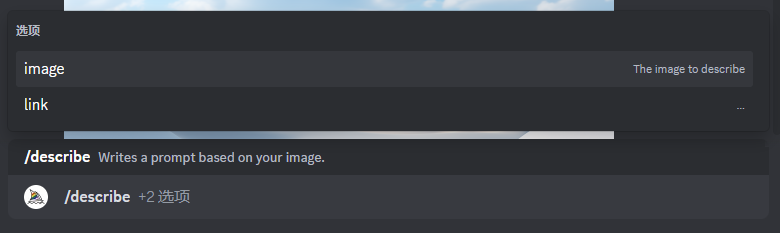 选项
image The image to describe
link ...
/describe Writes a prompt based on your image.
/describe +2 选项